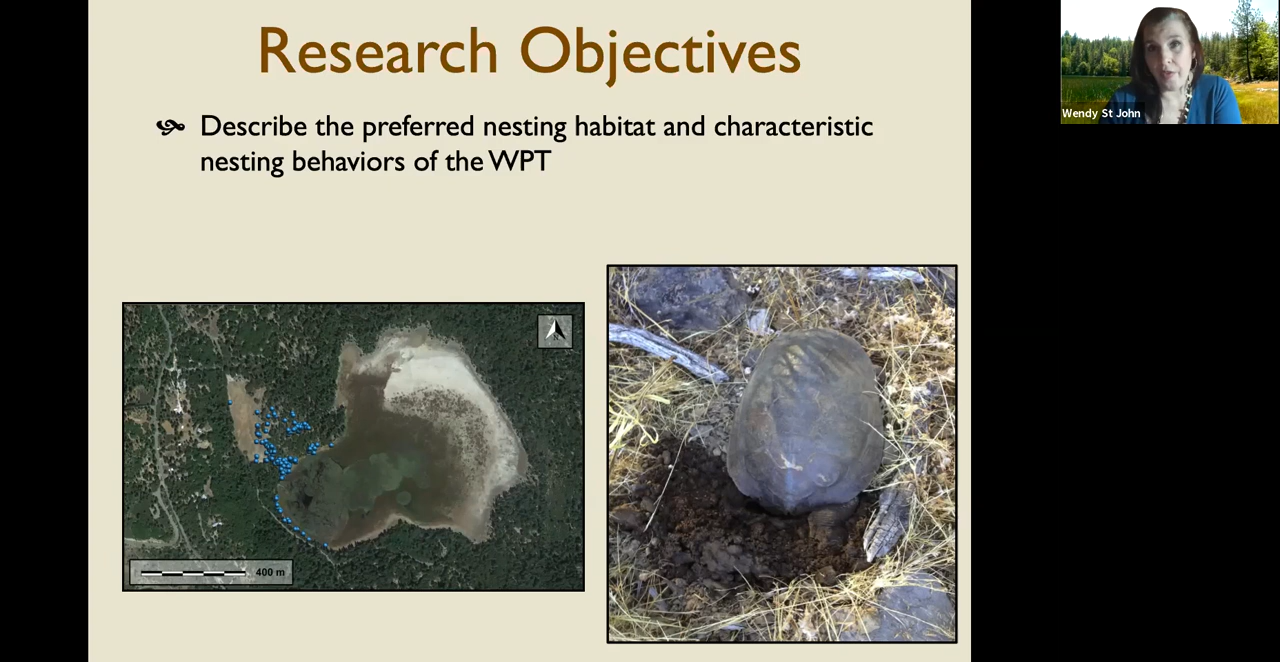 Research Objectives
Describe the preferred nesting habitat and characteristic
nesting behaviors of the WPT
Wendy St John
400 m